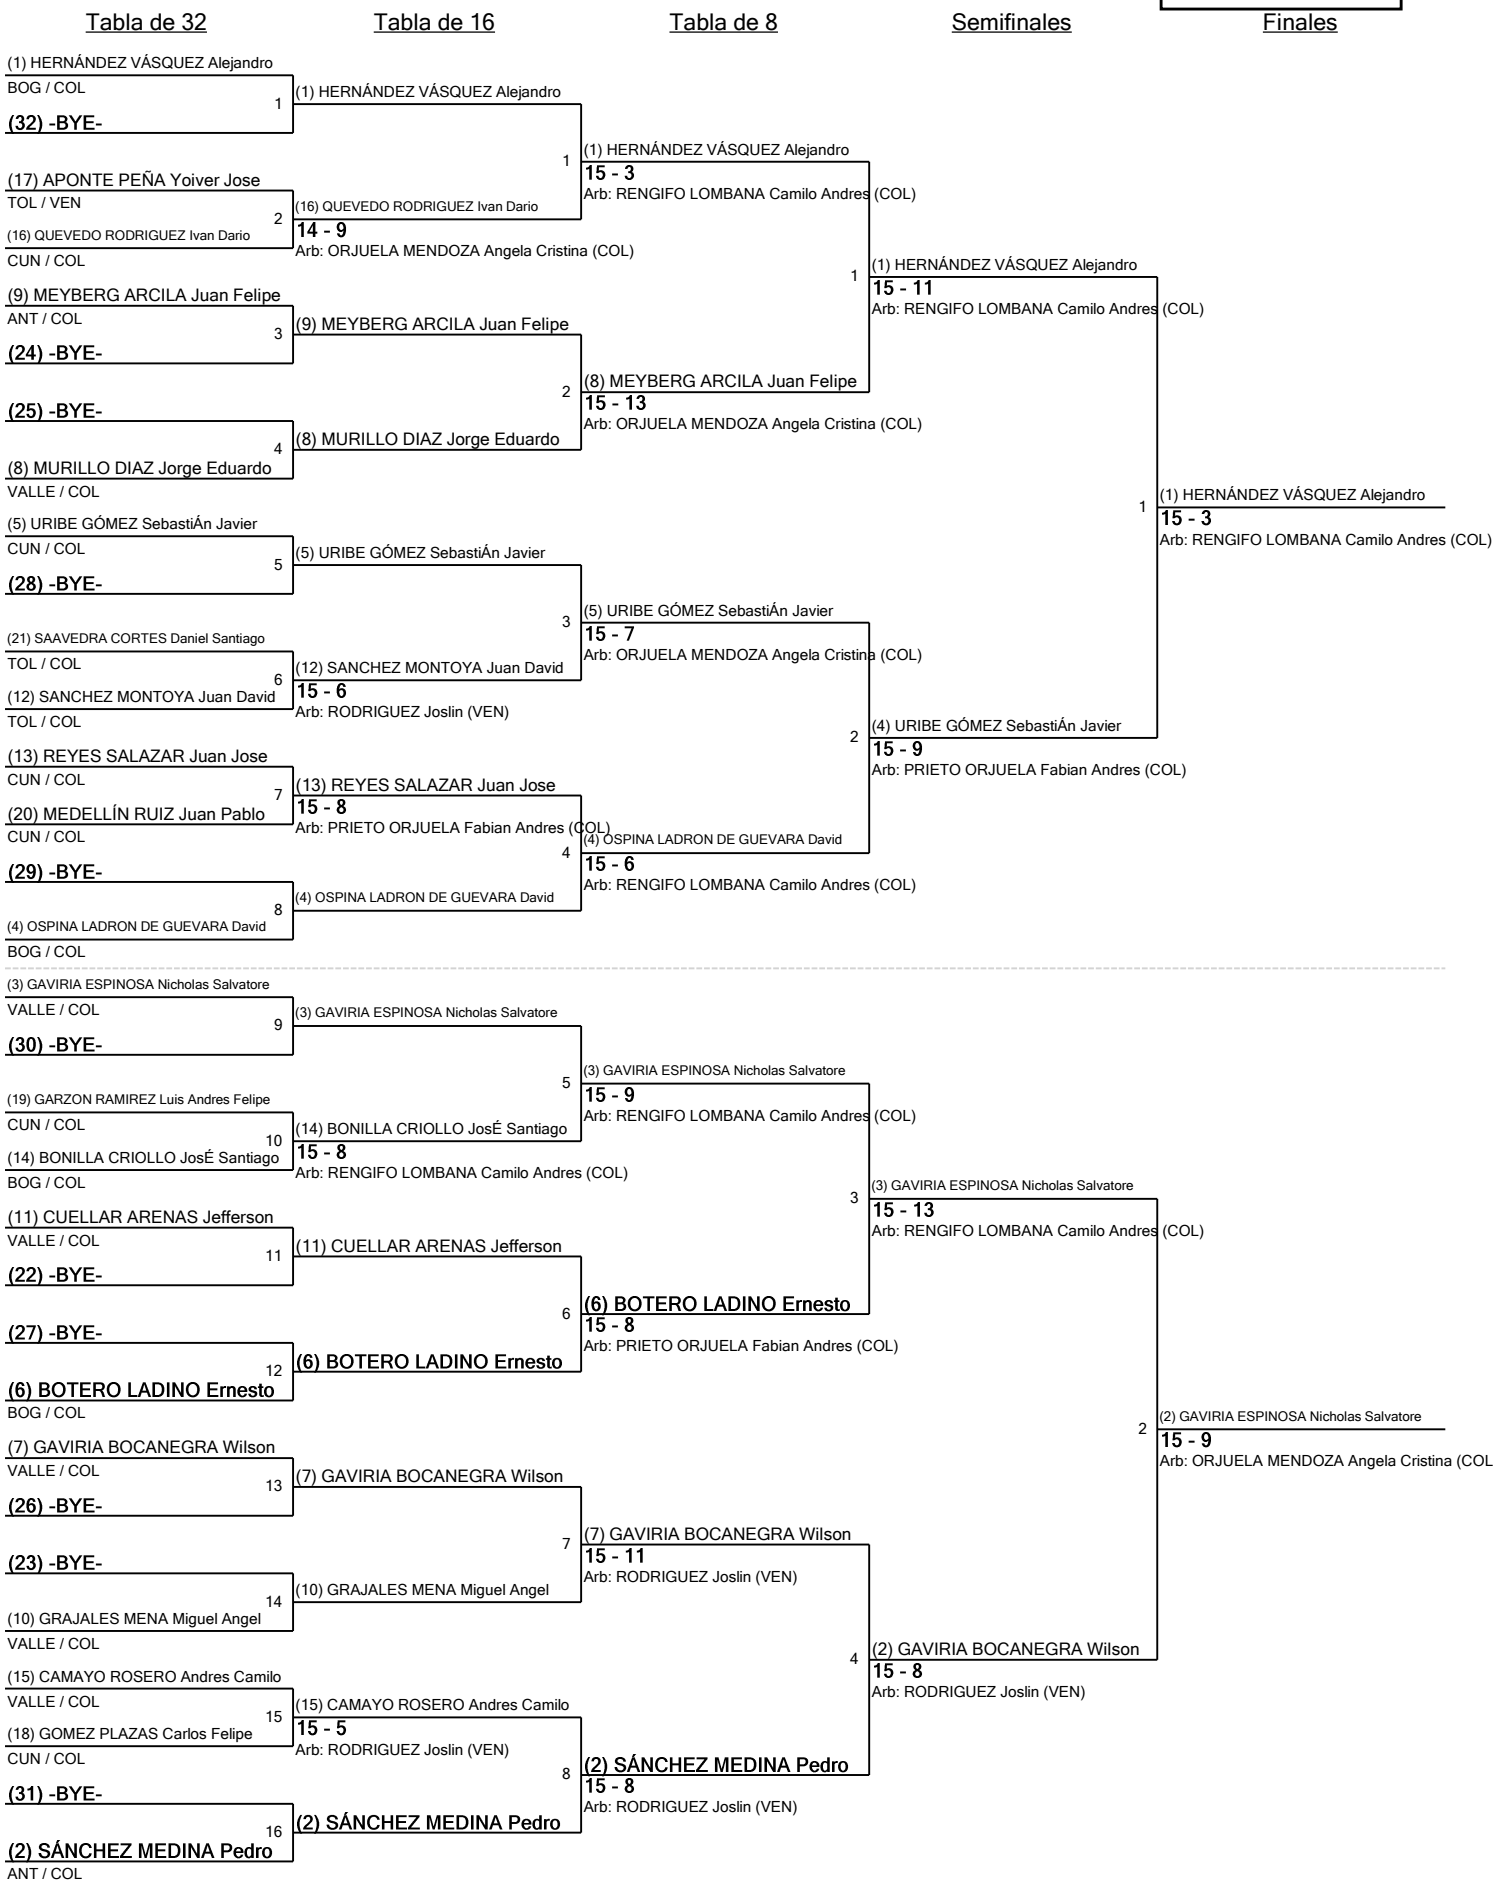 Tabla de 32
Tabla de 16
Tabla de 8
Semifinales
Finales
(1) HERNÁNDEZ VÁSQUEZ Alejandro
BOG / COL
1
(32) -BYE-
(17) APONTE PEÑA Yoiver Jose
TOL / VEN
2
(16) QUEVEDO RODRIGUEZ Ivan Dario
CUN / COL
(9) MEYBERG ARCILA Juan Felipe
ANT / COL
3
(24) -BYE-
(25) -BYE-
4
(8) MURILLO DIAZ Jorge Eduardo
VALLE / COL
(5) URIBE GÓMEZ SebastiÁn Javier
CUN / COL
5
(28) -BYE-
(21) SAAVEDRA CORTES Daniel Santiago
TOL / COL
6
(12) SANCHEZ MONTOYA Juan David
TOL / COL
(13) REYES SALAZAR Juan Jose
CUN / COL
7
(20) MEDELLÍN RUIZ Juan Pablo
CUN / COL
(29) -BYE-
8
(4) OSPINA LADRON DE GUEVARA David
BOG / COL
(3) GAVIRIA ESPINOSA Nicholas Salvatore
VALLE / COL
9
(30) -BYE-
(19) GARZON RAMIREZ Luis Andres Felipe
CUN / COL
10
(14) BONILLA CRIOLLO JosÉ Santiago
BOG / COL
(11) CUELLAR ARENAS Jefferson
VALLE / COL
11
(22) -BYE-
(27) -BYE-
12
(6) BOTERO LADINO Ernesto
BOG / COL
(7) GAVIRIA BOCANEGRA Wilson
VALLE / COL
13
(26) -BYE-
(23) -BYE-
14
(10) GRAJALES MENA Miguel Angel
VALLE / COL
(15) CAMAYO ROSERO Andres Camilo
VALLE / COL
15
(18) GOMEZ PLAZAS Carlos Felipe
CUN / COL
(31) -BYE-
16
(2) SÁNCHEZ MEDINA Pedro
ANT / COL
(1) HERNÁNDEZ VÁSQUEZ Alejandro
1
(16) QUEVEDO RODRIGUEZ Ivan Dario
14 - 9
Arb: ORJUELA MENDOZA Angela Cristina (COL)
(9) MEYBERG ARCILA Juan Felipe
2
(8) MURILLO DIAZ Jorge Eduardo
(5) URIBE GÓMEZ SebastiÁn Javier
3
(12) SANCHEZ MONTOYA Juan David
15 - 6
Arb: RODRIGUEZ Joslin (VEN)
(13) REYES SALAZAR Juan Jose
15 - 8
Arb: PRIETO ORJUELA Fabian Andres (COL)
4
(4) OSPINA LADRON DE GUEVARA David
(3) GAVIRIA ESPINOSA Nicholas Salvatore
5
(14) BONILLA CRIOLLO JosÉ Santiago
15 - 8
Arb: RENGIFO LOMBANA Camilo Andres (COL)
(11) CUELLAR ARENAS Jefferson
6
(6) BOTERO LADINO Ernesto
(7) GAVIRIA BOCANEGRA Wilson
7
(10) GRAJALES MENA Miguel Angel
(15) CAMAYO ROSERO Andres Camilo
15 - 5
Arb: RODRIGUEZ Joslin (VEN)
8
(2) SÁNCHEZ MEDINA Pedro
(1) HERNÁNDEZ VÁSQUEZ Alejandro
15 - 3
Arb: RENGIFO LOMBANA Camilo Andres (COL)
1
(8) MEYBERG ARCILA Juan Felipe
15 - 13
Arb: ORJUELA MENDOZA Angela Cristina (COL)
(5) URIBE GÓMEZ SebastiÁn Javier
15 - 7
Arb: ORJUELA MENDOZA Angela Cristina (COL)
2
(4) OSPINA LADRON DE GUEVARA David
15 - 6
Arb: RENGIFO LOMBANA Camilo Andres (COL)
(3) GAVIRIA ESPINOSA Nicholas Salvatore
15 - 9
Arb: RENGIFO LOMBANA Camilo Andres (COL)
3
(6) BOTERO LADINO Ernesto
15 - 8
Arb: PRIETO ORJUELA Fabian Andres (COL)
(7) GAVIRIA BOCANEGRA Wilson
15 - 11
Arb: RODRIGUEZ Joslin (VEN)
4
(2) SÁNCHEZ MEDINA Pedro
15 - 8
Arb: RODRIGUEZ Joslin (VEN)
(1) HERNÁNDEZ VÁSQUEZ Alejandro
15 - 11
Arb: RENGIFO LOMBANA Camilo Andres (COL)
1
(4) URIBE GÓMEZ SebastiÁn Javier
15 - 9
Arb: PRIETO ORJUELA Fabian Andres (COL)
(3) GAVIRIA ESPINOSA Nicholas Salvatore
15 - 13
Arb: RENGIFO LOMBANA Camilo Andres (COL)
2
(2) GAVIRIA BOCANEGRA Wilson
15 - 8
Arb: RODRIGUEZ Joslin (VEN)
(1) HERNÁNDEZ VÁSQUEZ Alejandro
15 - 3
Arb: RENGIFO LOMBANA Camilo Andres (COL)
(2) GAVIRIA ESPINOSA Nicholas Salvatore
15 - 9
Arb: ORJUELA MENDOZA Angela Cristina (COL